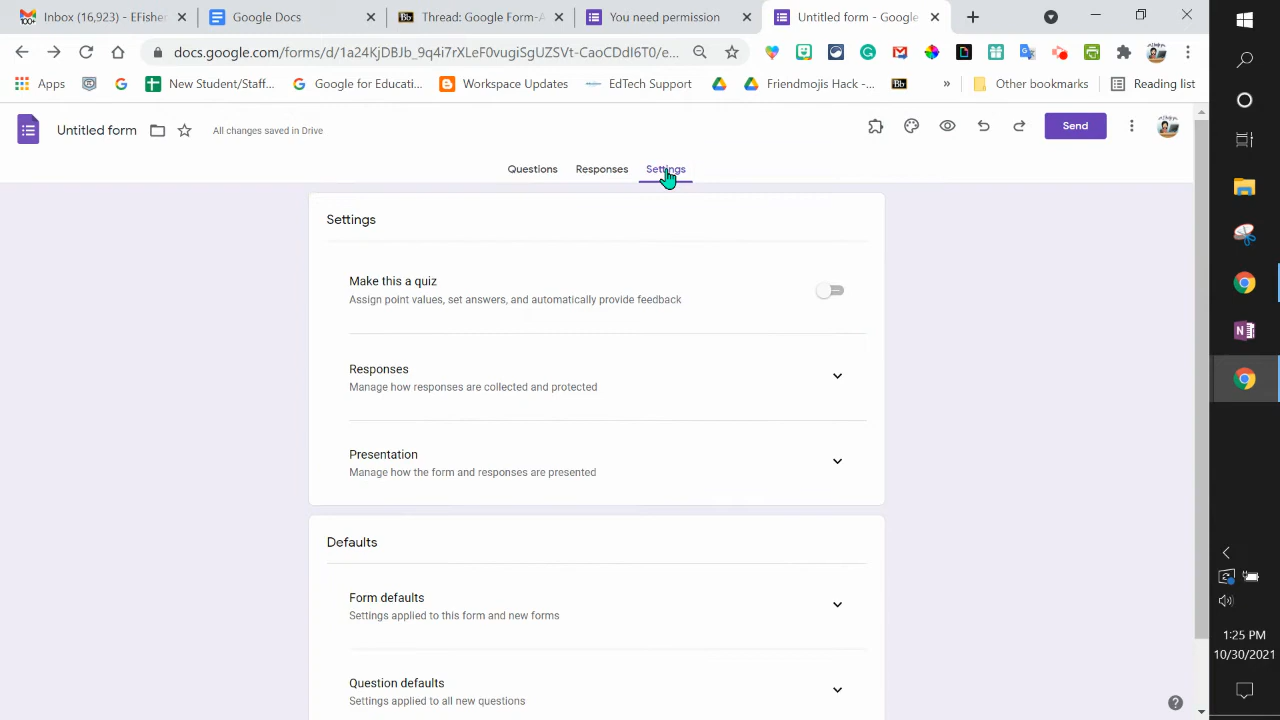 Inbox (16,923) - EFisher
Google Docs
Thread: Google Form-A
You need permission
Untitled form - Google
docs.google.com/forms/d/1a24KjDBJb_9q4i7rXLeF0vugiSgUZSVt-CaoCDdI6T0/e...
Apps
New Student/Staff...
Google for Educati...
Workspace Updates
EdTech Support
Friendmojis Hack -...
Bb
»
Other bookmarks
Reading list
Untitled form
All changes saved in Drive
Send
Questions
Responses
Settings
Settings
Make this a quiz
Assign point values, set answers, and automatically provide feedback
Responses
Manage how responses are collected and protected
Presentation
Manage how the form and responses are presented
Defaults
Form defaults
Settings applied to this form and new forms
Question defaults
Settings applied to all new questions
1:25 PM
10/30/2021